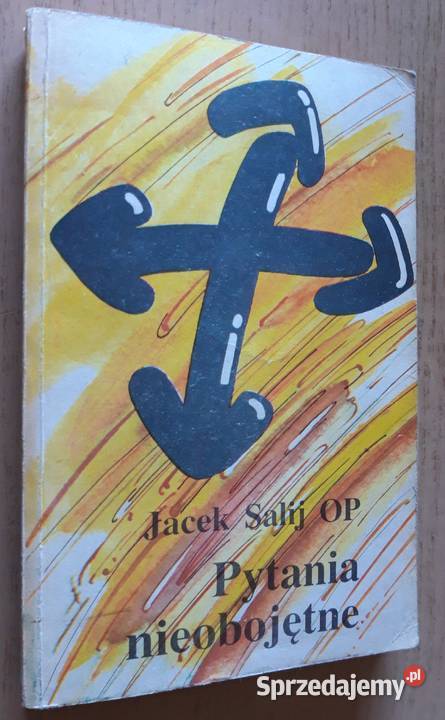 Jacek Salij OP
Pytania
nieobojętne
Sprzedajemy.pl